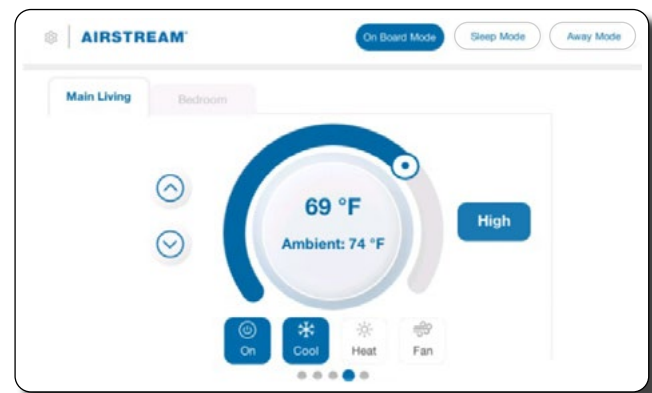 AIRSTREAM
On Board Mode
Sleep Mode
Away Mode
Main Living
Bedroom
69 °F
Ambient: 74 °F
High
On
Cool
Heat
Fan